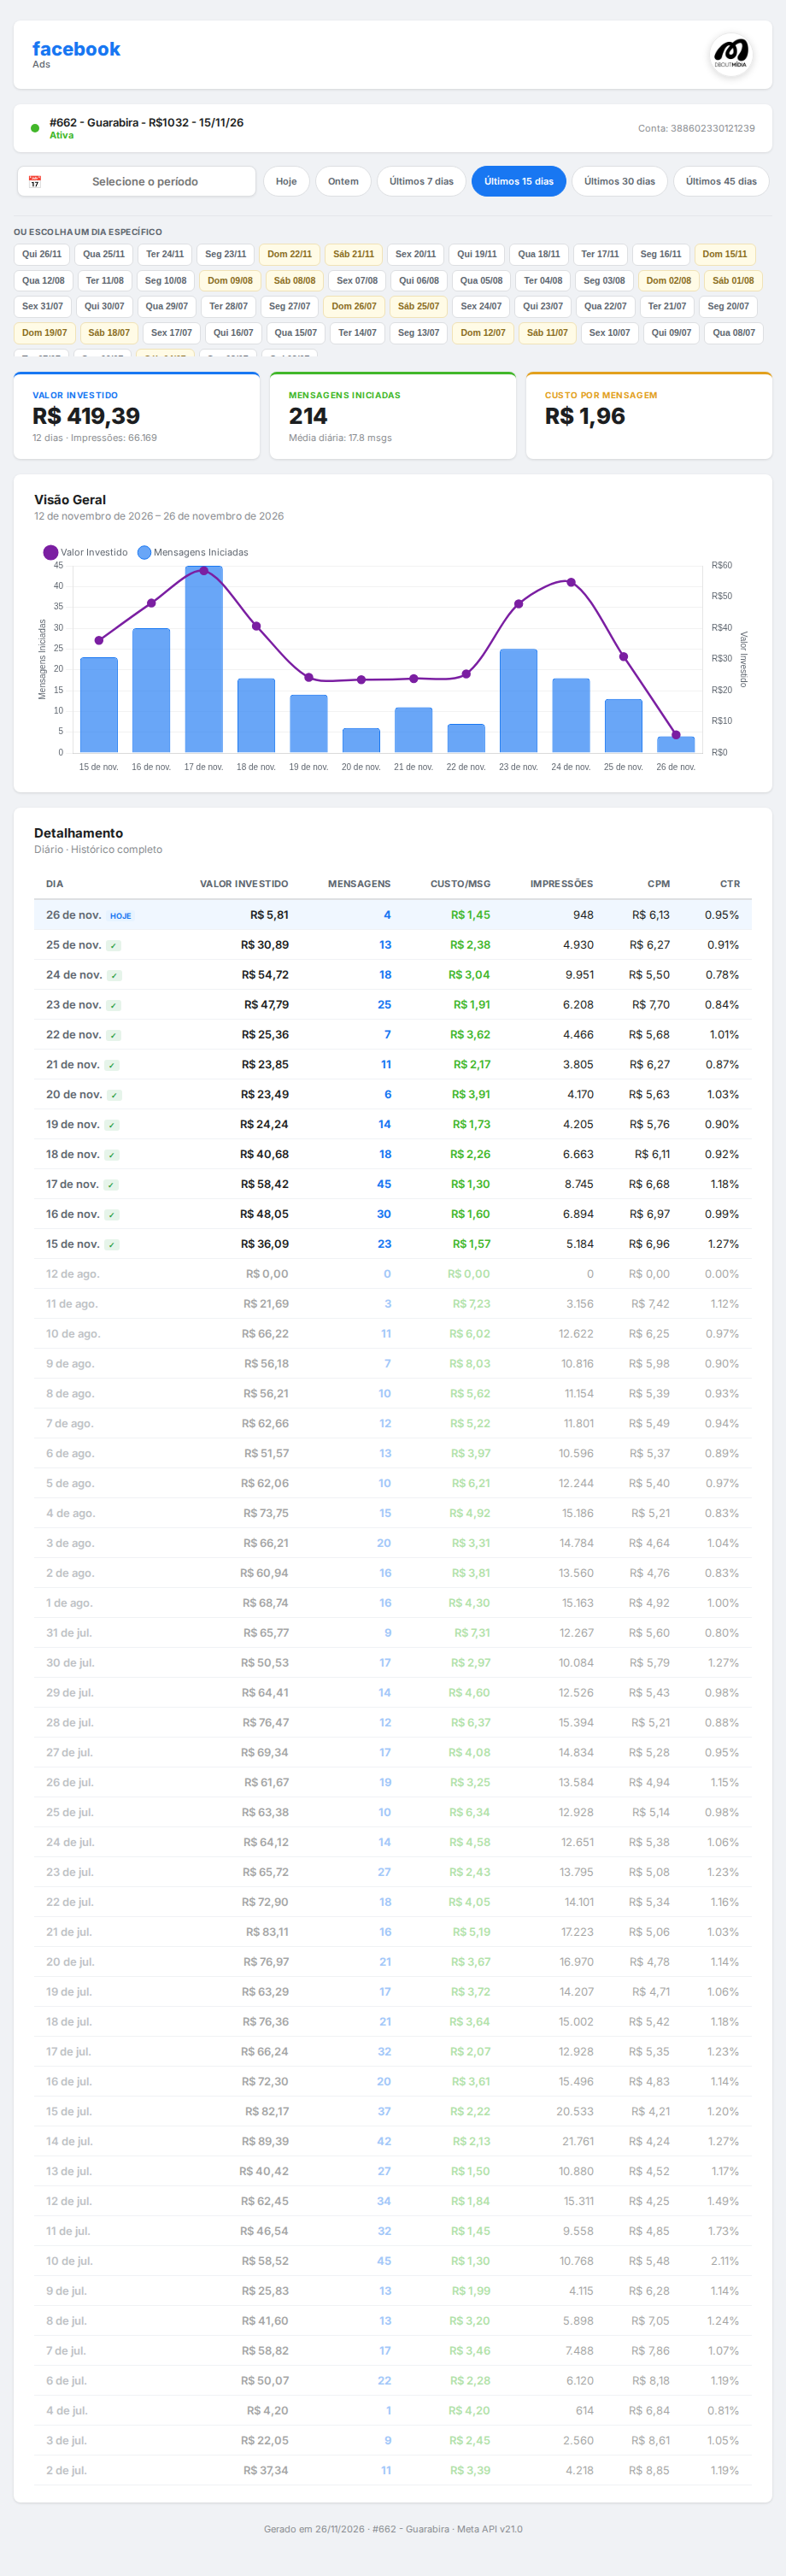 facebook
Ads
DBOUTMÍDIA
#662 - Guarabira - R$1032 - 15/11/26
Ativa
Conta: 388602330121239
Selecione o período
Hoje
Ontem
Últimos 7 dias
Últimos 15 dias
Últimos 30 dias
Últimos 45 dias
OU ESCOLHA UM DIA ESPECÍFICO
Qui 26/11 Qua 25/11 Ter 24/11 Seg 23/11 Dom 22/11 Sáb 21/11 Sex 20/11 Qui 19/11 Qua 18/11 Ter 17/11 Seg 16/11 Dom 15/11
Qua 12/08 Ter 11/08 Seg 10/08 Dom 09/08 Sáb 08/08 Sex 07/08 Qui 06/08 Qua 05/08 Ter 04/08 Seg 03/08 Dom 02/08 Sáb 01/08
Sex 31/07 Qui 30/07 Qua 29/07 Ter 28/07 Seg 27/07 Dom 26/07 Sáb 25/07 Sex 24/07 Qui 23/07 Qua 22/07 Ter 21/07 Seg 20/07
Dom 19/07 Sáb 18/07 Sex 17/07 Qui 16/07 Qua 15/07 Ter 14/07 Seg 13/07 Dom 12/07 Sáb 11/07 Sex 10/07 Qui 09/07 Qua 08/07
VALOR INVESTIDO
R$ 419,39
12 dias · Impressões: 66.169
MENSAGENS INICIADAS
214
Média diária: 17.8 msgs
CUSTO POR MENSAGEM
R$ 1,96
Visão Geral
12 de novembro de 2026 – 26 de novembro de 2026
Valor Investido Mensagens Iniciadas
45 R$60
40 R$50
35
30 R$40
25 R$30
20 R$20
15
10 R$10
5
0 R$0
Mensagens Iniciadas
Valor Investido
15 de nov. 16 de nov. 17 de nov. 18 de nov. 19 de nov. 20 de nov. 21 de nov. 22 de nov. 23 de nov. 24 de nov. 25 de nov. 26 de nov.
Detalhamento
Diário · Histórico completo
DIA VALOR INVESTIDO MENSAGENS CUSTO/MSG IMPRESSÕES CPM CTR
26 de nov. HOJE R$ 5,81 4 R$ 1,45 948 R$ 6,13 0.95%
25 de nov. ✓ R$ 30,89 13 R$ 2,38 4.930 R$ 6,27 0.91%
24 de nov. ✓ R$ 54,72 18 R$ 3,04 9.951 R$ 5,50 0.78%
23 de nov. ✓ R$ 47,79 25 R$ 1,91 6.208 R$ 7,70 0.84%
22 de nov. ✓ R$ 25,36 7 R$ 3,62 4.466 R$ 5,68 1.01%
21 de nov. ✓ R$ 23,85 11 R$ 2,17 3.805 R$ 6,27 0.87%
20 de nov. ✓ R$ 23,49 6 R$ 3,91 4.170 R$ 5,63 1.03%
19 de nov. ✓ R$ 24,24 14 R$ 1,73 4.205 R$ 5,76 0.90%
18 de nov. ✓ R$ 40,68 18 R$ 2,26 6.663 R$ 6,11 0.92%
17 de nov. ✓ R$ 58,42 45 R$ 1,30 8.745 R$ 6,68 1.18%
16 de nov. ✓ R$ 48,05 30 R$ 1,60 6.894 R$ 6,97 0.99%
15 de nov. ✓ R$ 36,09 23 R$ 1,57 5.184 R$ 6,96 1.27%
12 de ago. R$ 0,00 0 R$ 0,00 0 R$ 0,00 0.00%
11 de ago. R$ 21,69 3 R$ 7,23 3.156 R$ 7,42 1.12%
10 de ago. R$ 66,22 11 R$ 6,02 12.622 R$ 6,25 0.97%
9 de ago. R$ 56,18 7 R$ 8,03 10.816 R$ 5,98 0.90%
8 de ago. R$ 56,21 10 R$ 5,62 11.154 R$ 5,39 0.93%
7 de ago. R$ 62,66 12 R$ 5,22 11.801 R$ 5,49 0.94%
6 de ago. R$ 51,57 13 R$ 3,97 10.596 R$ 5,37 0.89%
5 de ago. R$ 62,06 10 R$ 6,21 12.244 R$ 5,40 0.97%
4 de ago. R$ 73,75 15 R$ 4,92 15.186 R$ 5,21 0.83%
3 de ago. R$ 66,21 20 R$ 3,31 14.784 R$ 4,64 1.04%
2 de ago. R$ 60,94 16 R$ 3,81 13.560 R$ 4,76 0.83%
1 de ago. R$ 68,74 16 R$ 4,30 15.163 R$ 4,92 1.00%
31 de jul. R$ 65,77 9 R$ 7,31 12.267 R$ 5,60 0.80%
30 de jul. R$ 50,53 17 R$ 2,97 10.084 R$ 5,79 1.27%
29 de jul. R$ 64,41 14 R$ 4,60 12.526 R$ 5,43 0.98%
28 de jul. R$ 76,47 12 R$ 6,37 15.394 R$ 5,21 0.88%
27 de jul. R$ 69,34 17 R$ 4,08 14.834 R$ 5,28 0.95%
26 de jul. R$ 61,67 19 R$ 3,25 13.584 R$ 4,94 1.15%
25 de jul. R$ 63,38 10 R$ 6,34 12.928 R$ 5,14 0.98%
24 de jul. R$ 64,12 14 R$ 4,58 12.651 R$ 5,38 1.06%
23 de jul. R$ 65,72 27 R$ 2,43 13.795 R$ 5,08 1.23%
22 de jul. R$ 72,90 18 R$ 4,05 14.101 R$ 5,34 1.16%
21 de jul. R$ 83,11 16 R$ 5,19 17.223 R$ 5,06 1.03%
20 de jul. R$ 76,97 21 R$ 3,67 16.970 R$ 4,78 1.14%
19 de jul. R$ 63,29 17 R$ 3,72 14.207 R$ 4,71 1.06%
18 de jul. R$ 76,36 21 R$ 3,64 15.002 R$ 5,42 1.18%
17 de jul. R$ 66,24 32 R$ 2,07 12.928 R$ 5,35 1.23%
16 de jul. R$ 72,30 20 R$ 3,61 15.496 R$ 4,83 1.14%
15 de jul. R$ 82,17 37 R$ 2,22 20.533 R$ 4,21 1.20%
14 de jul. R$ 89,39 42 R$ 2,13 21.761 R$ 4,24 1.27%
13 de jul. R$ 40,42 27 R$ 1,50 10.880 R$ 4,52 1.17%
12 de jul. R$ 62,45 34 R$ 1,84 15.311 R$ 4,25 1.49%
11 de jul. R$ 46,54 32 R$ 1,45 9.558 R$ 4,85 1.73%
10 de jul. R$ 58,52 45 R$ 1,30 10.768 R$ 5,48 2.11%
9 de jul. R$ 25,83 13 R$ 1,99 4.115 R$ 6,28 1.14%
8 de jul. R$ 41,60 13 R$ 3,20 5.898 R$ 7,05 1.24%
7 de jul. R$ 58,82 17 R$ 3,46 7.488 R$ 7,86 1.07%
6 de jul. R$ 50,07 22 R$ 2,28 6.120 R$ 8,18 1.19%
4 de jul. R$ 4,20 1 R$ 4,20 614 R$ 6,84 0.81%
3 de jul. R$ 22,05 9 R$ 2,45 2.560 R$ 8,61 1.05%
2 de jul. R$ 37,34 11 R$ 3,39 4.218 R$ 8,85 1.19%
Gerado em 26/11/2026 · #662 - Guarabira · Meta API v21.0